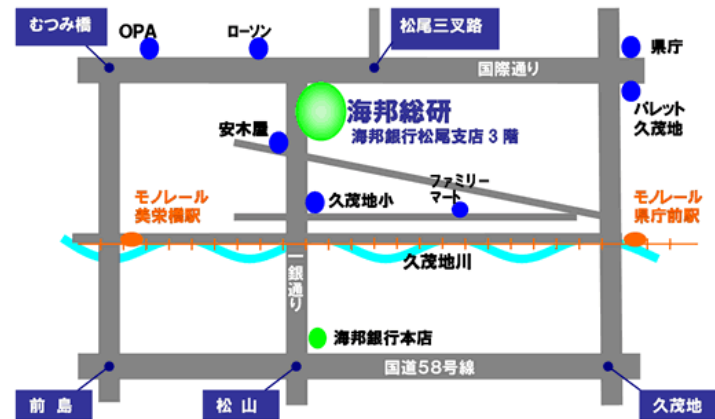 むつみ橋
OPA
ローソン
松尾三叉路
県庁
国際通り
パレット
久茂地
海邦総研
海邦銀行松尾支店3階
安木屋
ファミリー
マート
久茂地小
モノレール
美栄橋駅
モノレール
県庁前駅
久茂地川
一銀通り
海邦銀行本店
国道58号線
前島
松山
久茂地